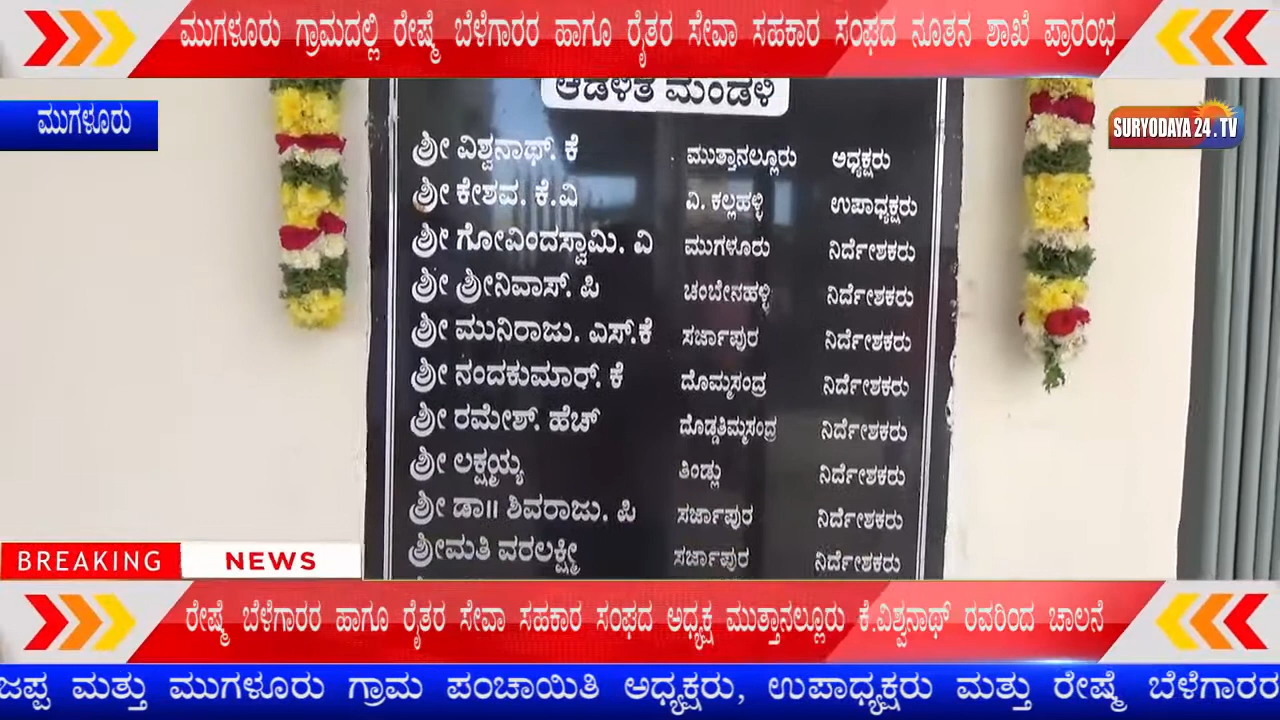 ಮುಗಳೂರು ಗ್ರಾಮದಲ್ಲಿ ರೇಷ್ಮೆ ಬೆಳೆಗಾರರ ಹಾಗೂ ರೈತರ ಸೇವಾ ಸಹಕಾರ ಸಂಘದ ನೂತನ ಶಾಖೆ ಪ್ರಾರಂಭ
ಮುಗಳೂರು
SURYODAYA 24.TV
ಆಡಳಿತ ಮಂಡಳಿ
ಶ್ರೀ ವಿಶ್ವನಾಥ್. ಕೆ ಮುತ್ತಾನಲ್ಲೂರು ಅಧ್ಯಕ್ಷರು
ಶ್ರೀ ಕೇಶವ. ಕೆ.ವಿ ವಿ. ಕಲ್ಲಹಳ್ಳಿ ಉಪಾಧ್ಯಕ್ಷರು
ಶ್ರೀ ಗೋವಿಂದಸ್ವಾಮಿ. ವಿ ಮುಗಳೂರು ನಿರ್ದೇಶಕರು
ಶ್ರೀ ಶ್ರೀನಿವಾಸ್. ಪಿ ಚಂಬೇನಹಳ್ಳಿ ನಿರ್ದೇಶಕರು
ಶ್ರೀ ಮುನಿರಾಜು. ಎಸ್.ಕೆ ಸರ್ಜಾಪುರ ನಿರ್ದೇಶಕರು
ಶ್ರೀ ನಂದಕುಮಾರ್. ಕೆ ದೊಮ್ಮಸಂದ್ರ ನಿರ್ದೇಶಕರು
ಶ್ರೀ ರಮೇಶ್. ಹೆಚ್ ದೊಡ್ಡತಿಮ್ಮಸಂದ್ರ ನಿರ್ದೇಶಕರು
ಶ್ರೀ ಲಕ್ಷ್ಮಯ್ಯ ತಿಂಡ್ಲು ನಿರ್ದೇಶಕರು
ಶ್ರೀ ಡಾ॥ ಶಿವರಾಜು. ಪಿ ಸರ್ಜಾಪುರ ನಿರ್ದೇಶಕರು
ಶ್ರೀಮತಿ ವರಲಕ್ಷ್ಮೀ ಸರ್ಜಾಪುರ ನಿರ್ದೇಶಕರು
BREAKING NEWS
ರೇಷ್ಮೆ ಬೆಳೆಗಾರರ ಹಾಗೂ ರೈತರ ಸೇವಾ ಸಹಕಾರ ಸಂಘದ ಅಧ್ಯಕ್ಷ ಮುತ್ತಾನಲ್ಲೂರು ಕೆ.ವಿಶ್ವನಾಥ್ ರವರಿಂದ ಚಾಲನೆ
ಜಪ್ಪ ಮತ್ತು ಮುಗಳೂರು ಗ್ರಾಮ ಪಂಚಾಯಿತಿ ಅಧ್ಯಕ್ಷರು, ಉಪಾಧ್ಯಕ್ಷರು ಮತ್ತು ರೇಷ್ಮೆ ಬೆಳೆಗಾರರ